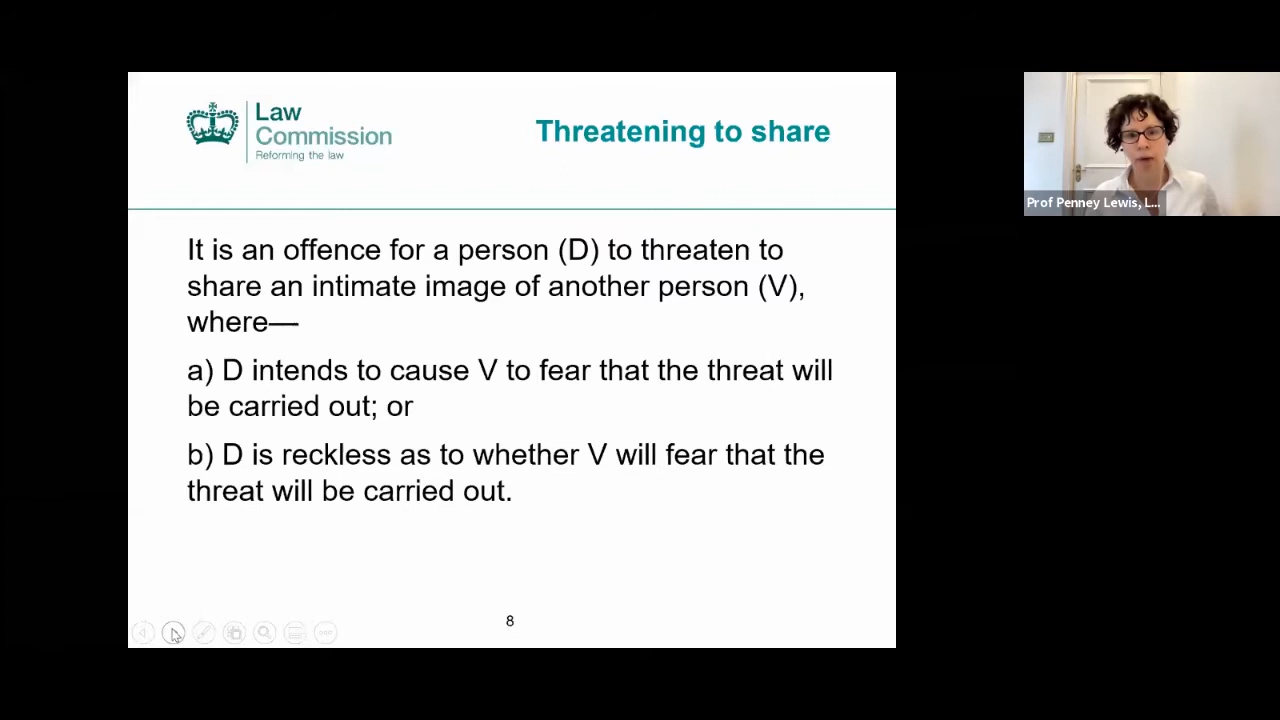 Law
Commission
Reforming the law
Threatening to share
It is an offence for a person (D) to threaten to
share an intimate image of another person (V),
where—
a) D intends to cause V to fear that the threat will
be carried out; or
b) D is reckless as to whether V will fear that the
threat will be carried out.
8
Prof Penney Lewis, L...